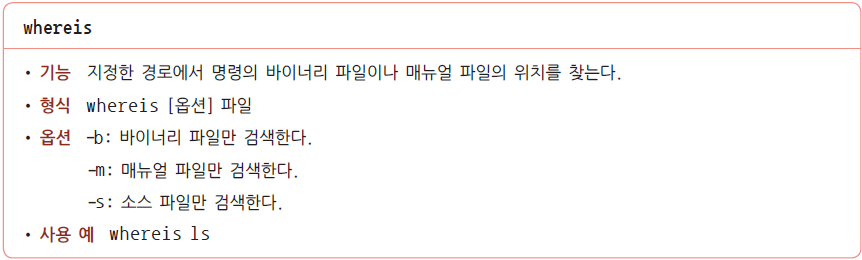 whereis
• 기능 지정한 경로에서 명령의 바이너리 파일이나 매뉴얼 파일의 위치를 찾는다.
• 형식 whereis [옵션] 파일
• 옵션 -b: 바이너리 파일만 검색한다.
-m: 매뉴얼 파일만 검색한다.
-s: 소스 파일만 검색한다.
• 사용 예 whereis ls